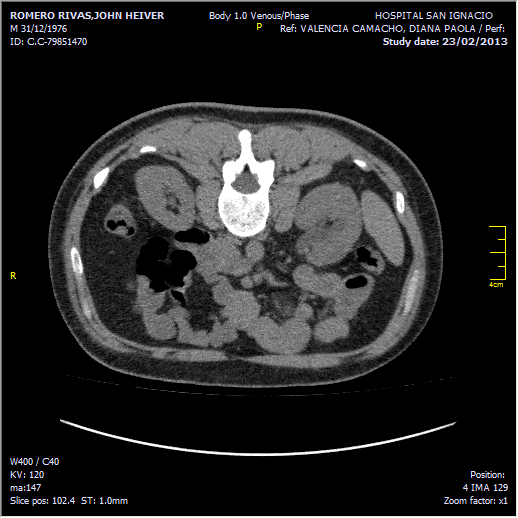 ROMERO RIVAS,JOHN HEIVER
M 31/12/1976
ID: C.C-79851470
Body 1.0 Venous/Phase
P
HOSPITAL SAN IGNACIO
Ref: VALENCIA CAMACHO, DIANA PAOLA / Perf:
Study date: 23/02/2013
R
4cm
W400 / C40
KV: 120
ma:147
Slice pos: 102.4 ST: 1.0mm
Position:
4 IMA 129
Zoom factor: x1